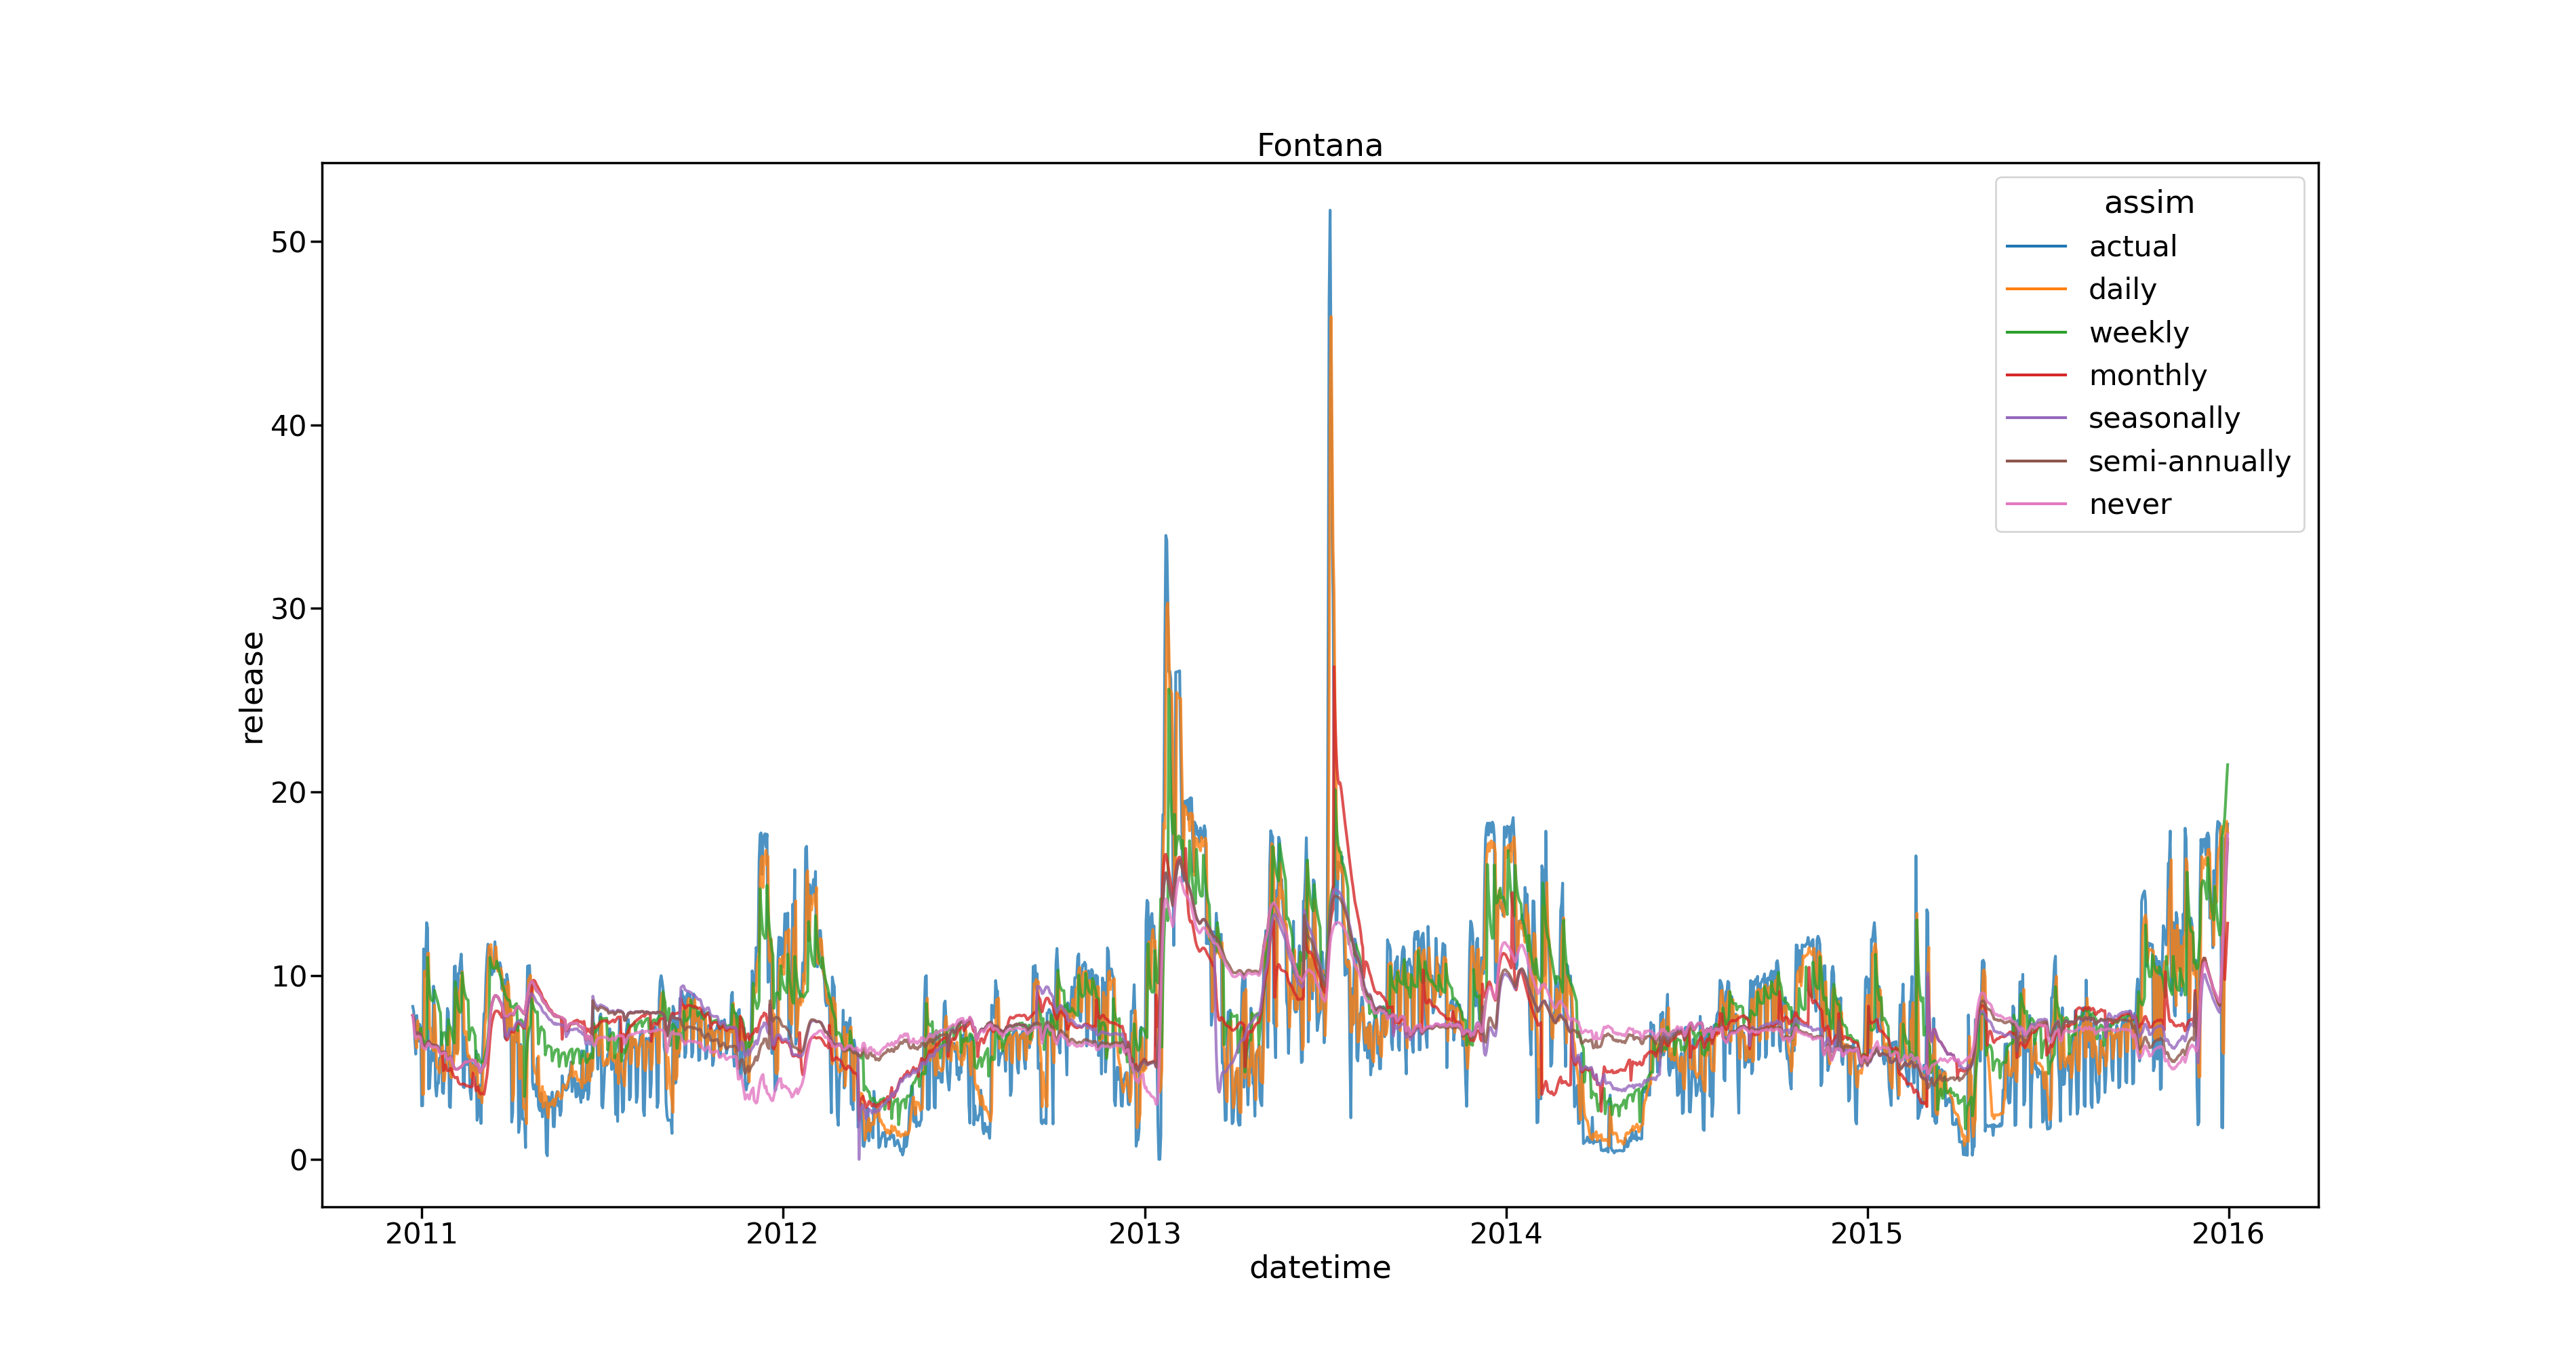 Fontana
assim
actual
daily
weekly
monthly
seasonally
semi-annually
never
release
50
40
30
20
10
0
2011 2012 2013 2014 2015 2016
datetime